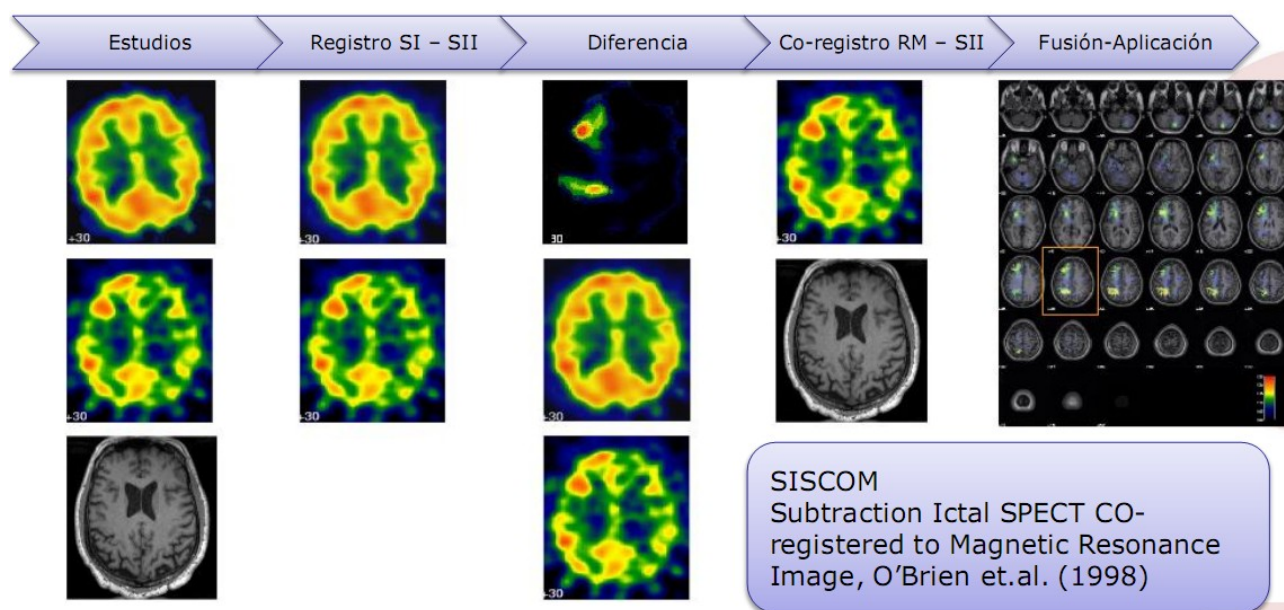 Estudios
Registro SI – SII
Diferencia
Co-registro RM – SII
Fusión-Aplicación
+30
+30
30
+30
+30
+30
+30
+30
SISCOM
Subtraction Ictal SPECT CO-
registered to Magnetic Resonance
Image, O’Brien et.al. (1998)